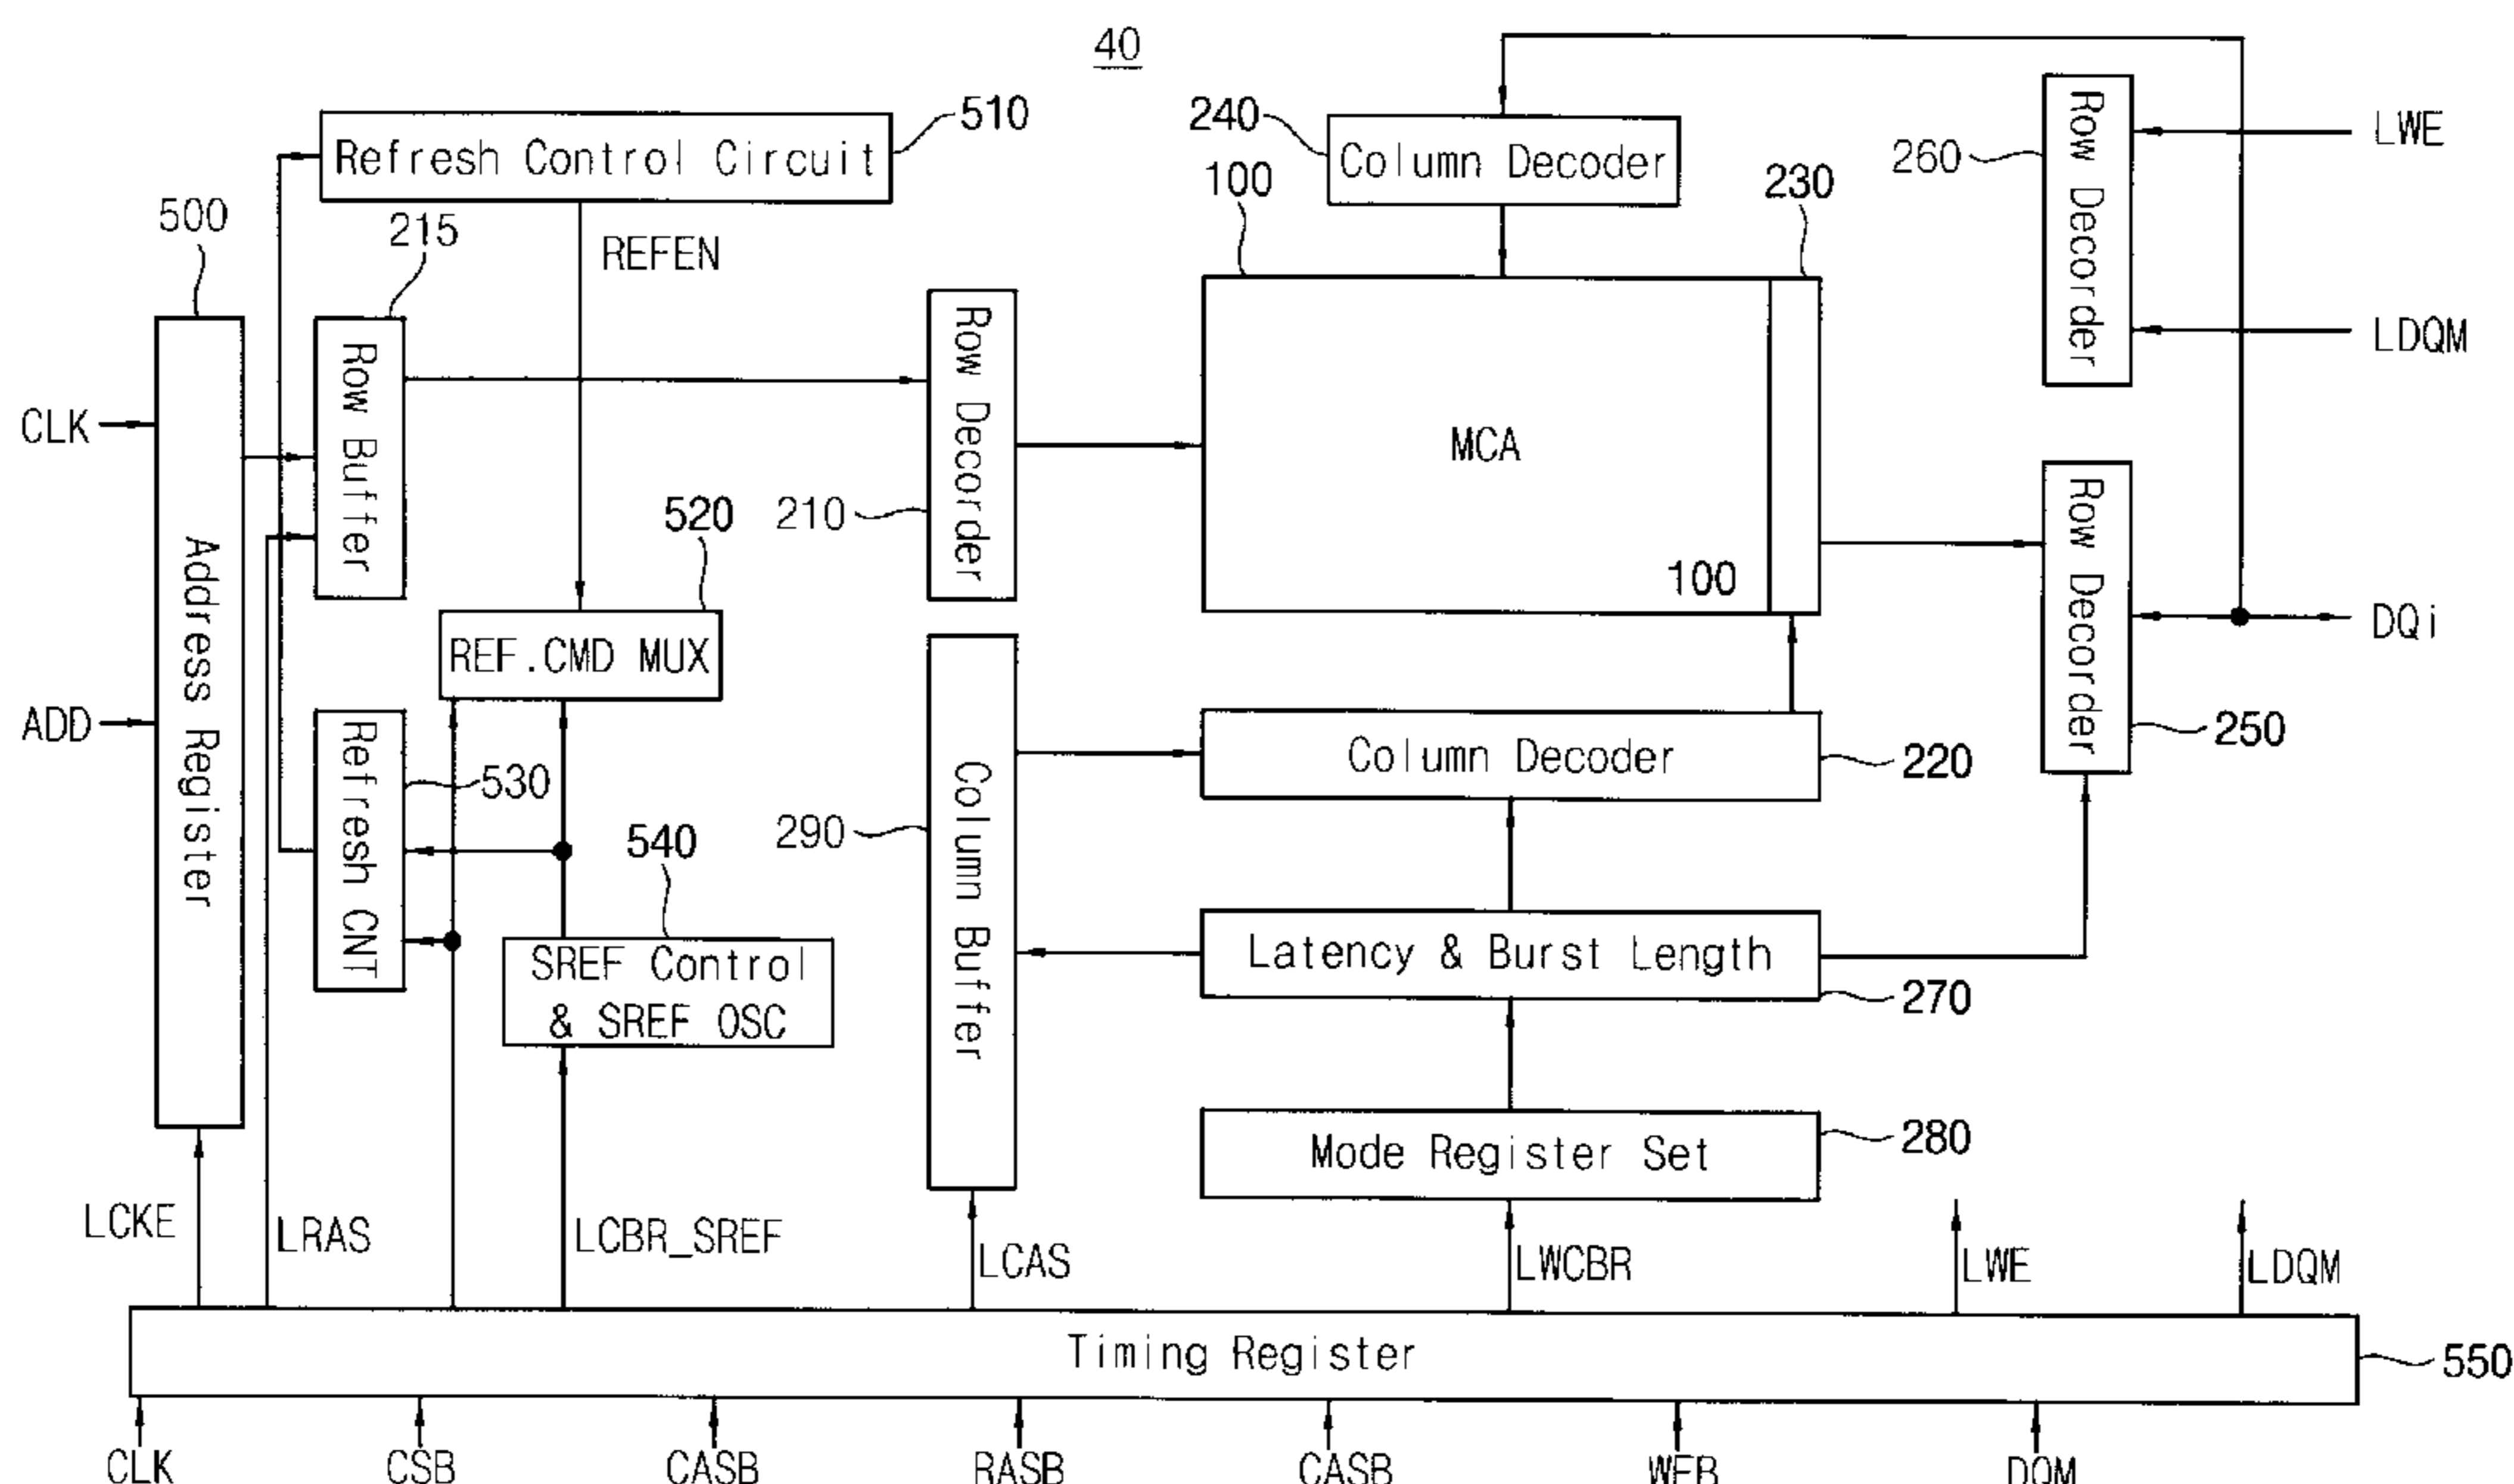 40
510
Refresh Control Circuit
240
Column Decoder
260
Row Decorder
LWE
LDQM
500
215
REFEN
100
230
Row Buffer
Row Decorder
210
MCA
100
CLK
ADD
Address Register
520
REF.CMD MUX
Row Decorder
250
DQi
Refresh CNT
530
540
SREF Control
& SREF OSC
290
Column Buffer
Column Decoder
220
Latency & Burst Length
270
Mode Register Set
280
LCKE
LRAS
LCBR_SREF
LCAS
LWCBR
LWE
LDQM
Timing Register
550
CLK
CSB
CASB
RASB
CASB
WEB
DQM